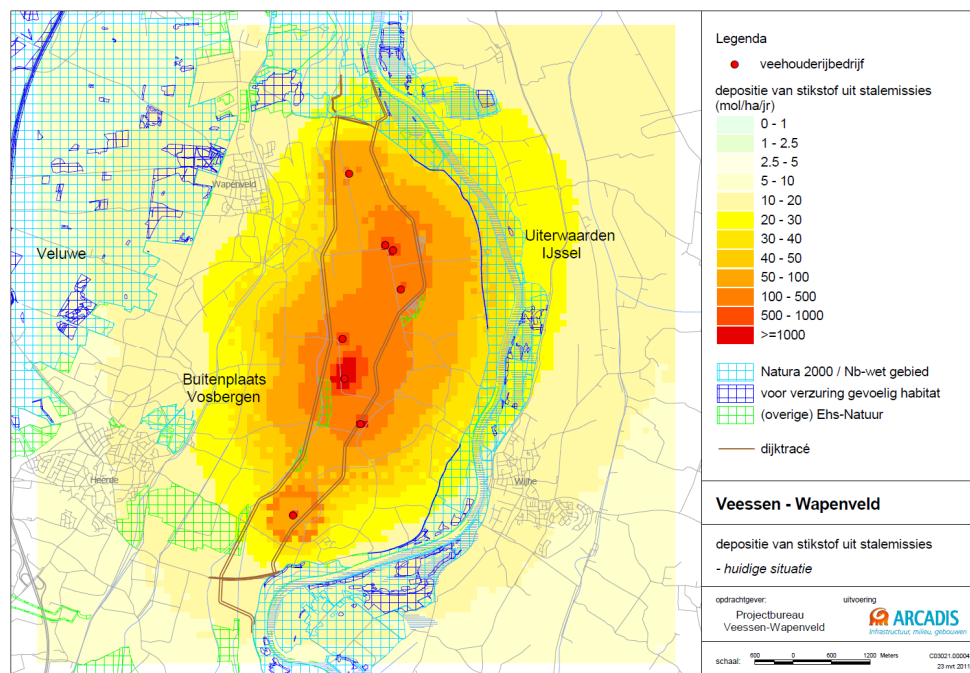 Wapenveld
Veluwe
Uiterwaarden
IJssel
Buitenplaats
Vosbergen
Heerde
Wijhe
Legenda
veehouderijbedrijf
depositie van stikstof uit stalemissies
(mol/ha/jr)
0 - 1
1 - 2.5
2.5 - 5
5 - 10
10 - 20
20 - 30
30 - 40
40 - 50
50 - 100
100 - 500
500 - 1000
>=1000
Natura 2000 / Nb-wet gebied
voor verzuring gevoelig habitat
(overige) Ehs-Natuur
dijktracé
Veessen - Wapenveld
depositie van stikstof uit stalemissies
- huidige situatie
opdrachtgever: uitvoering
Projectbureau
Veessen-Wapenveld
ARCADIS
Infrastructuur, milieu, gebouwen
schaal: 600 0 600 1200 Meters C03021.00004
23 mrt 2011